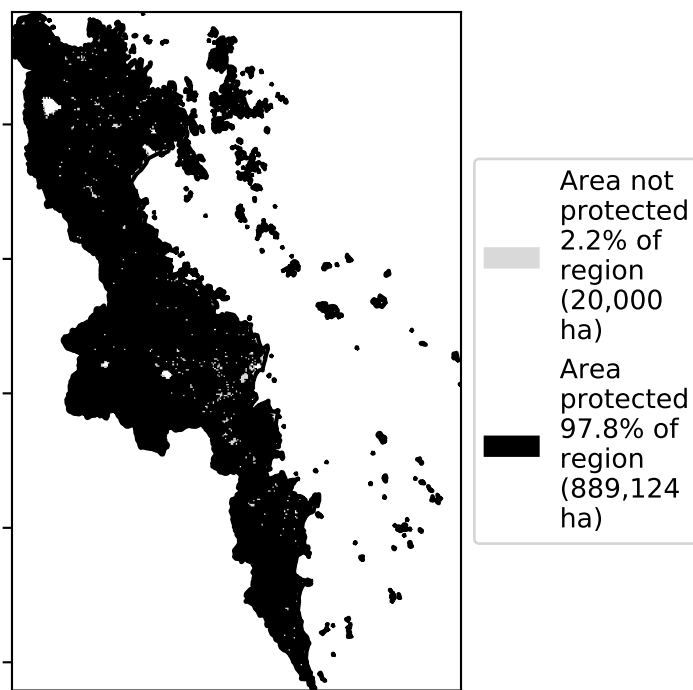 Area not
protected
2.2% of
region
(20,000
ha)
Area
protected
97.8% of
region
(889,124
ha)